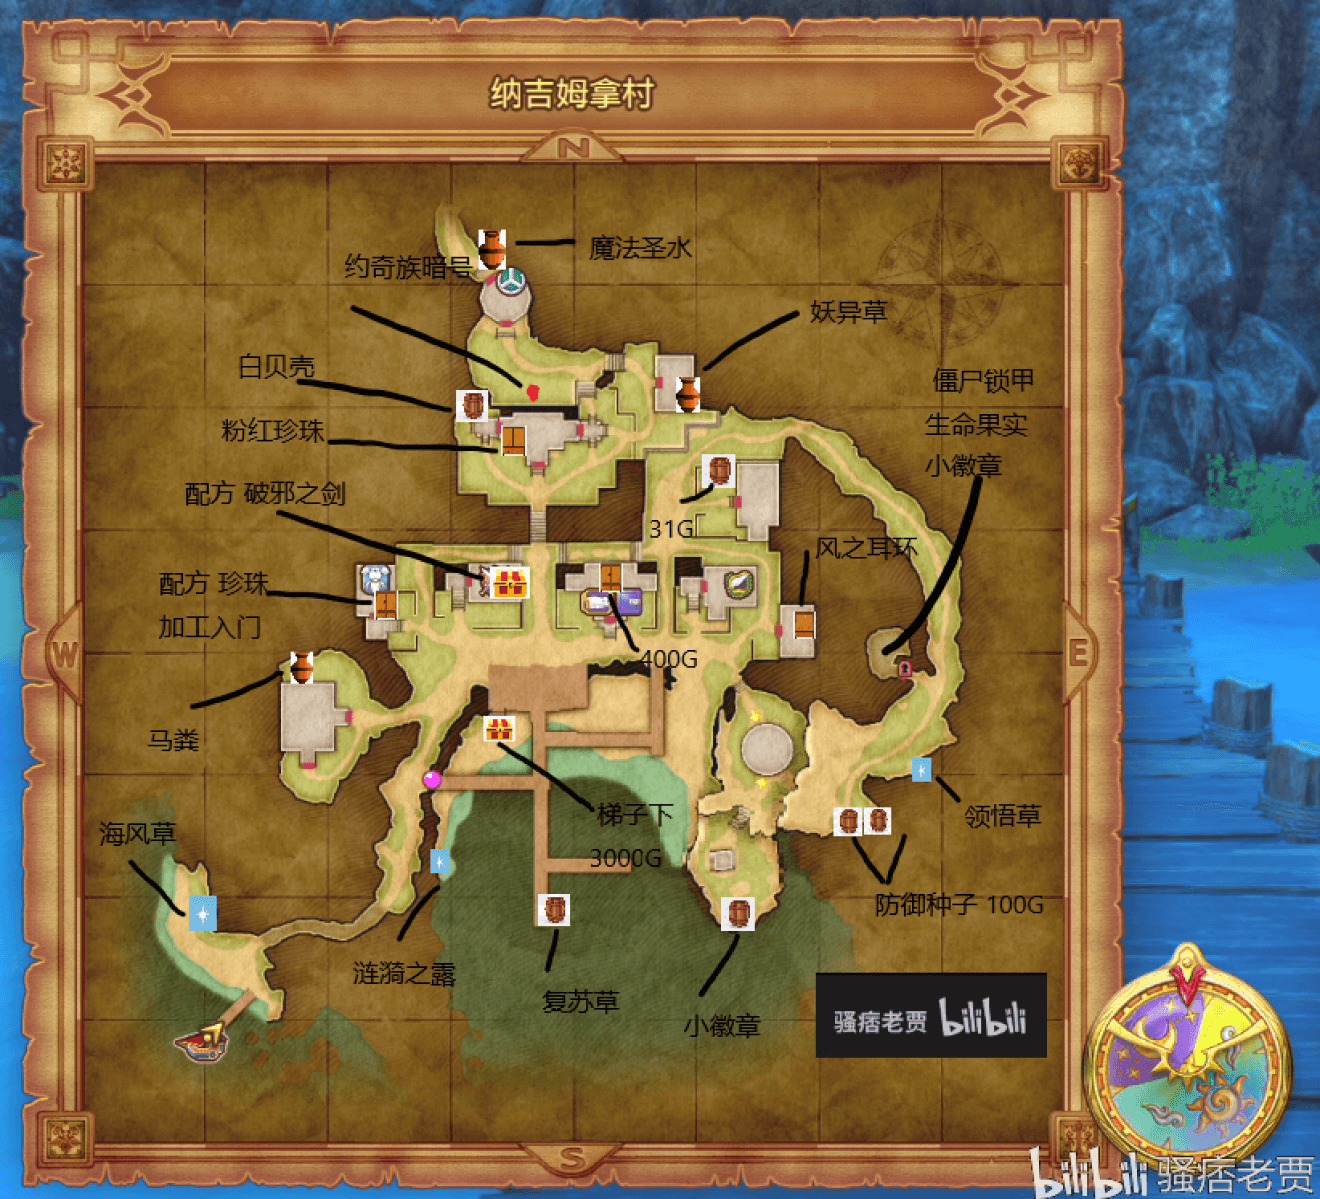 纳吉姆拿村
N
魔法圣水
约奇族暗号
妖异草
白贝壳
僵尸锁甲
生命果实
小徽章
粉红珍珠
配方 破邪之剑
31G
风之耳环
配方 珍珠
加工入门
W
E
400G
马粪
梯子下
3000G
领悟草
海风草
防御种子 100G
涟漪之露
复苏草
小徽章
骚痞老贾 bilibili
S
bilibili 骚痞老贾